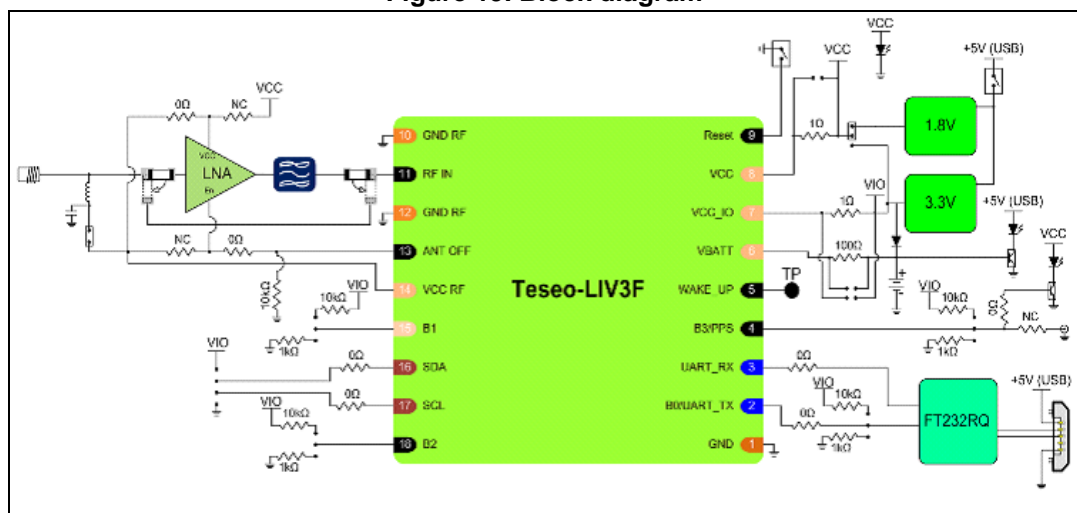 Figure 18. Block diagram
VCC
0Ω
NC
VCC
LNA
En
10 GND RF
11 RF IN
12 GND RF
13 ANT OFF
14 VCC RF
15 B1
16 SDA
17 SCL
18 B2
NC
0Ω
10kΩ
10kΩ
VIO
1kΩ
VIO
0Ω
0Ω
VIO
10kΩ
1kΩ
Teseo-LIV3F
Reset 9
VCC 8
VCC_IO 7
VBATT 6
WAKE_UP 5
B3/PPS 4
UART_RX 3
B0/UART_TX 2
GND 1
VCC
VCC
+5V (USB)
1Ω
1.8V
VIO
1Ω
3.3V
+5V (USB)
100Ω
VCC
TP
VIO
10kΩ
0Ω
NC
1kΩ
0Ω
VIO
10kΩ
0Ω
1kΩ
FT232RQ
+5V (USB)